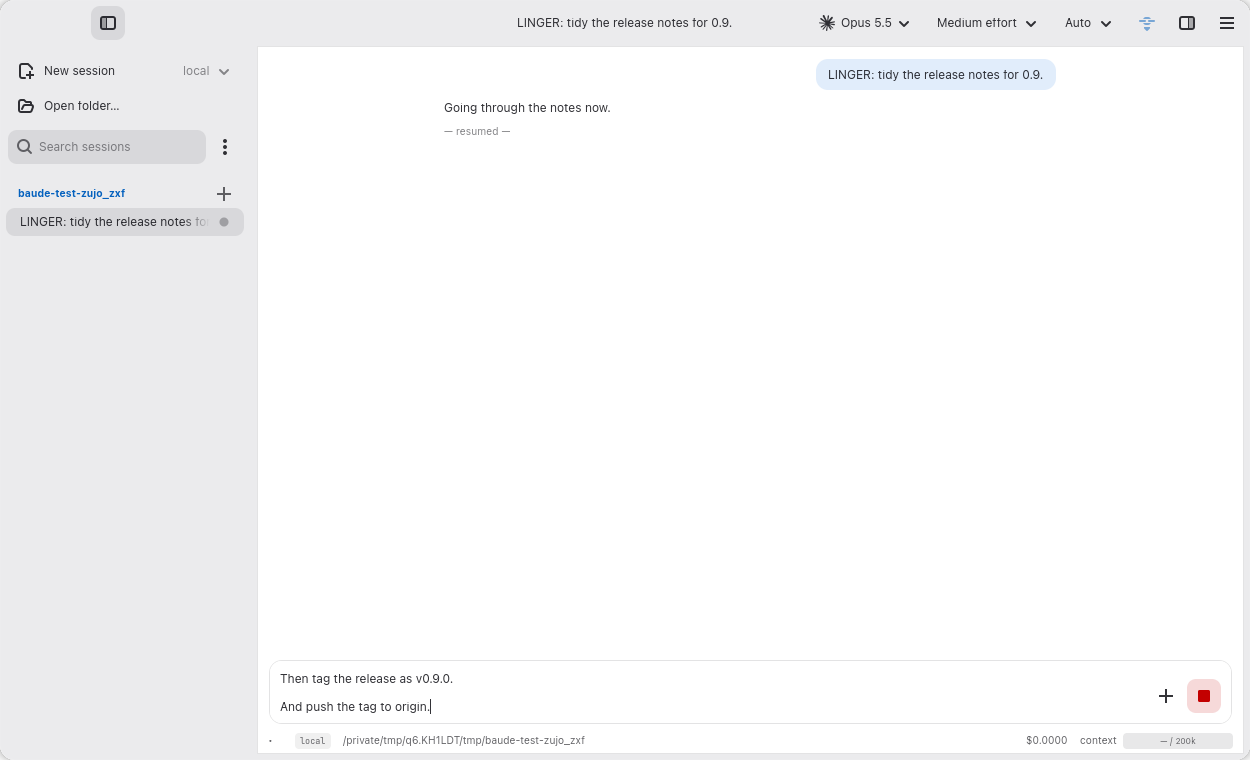 LINGER: tidy the release notes for 0.9.
Opus 5.5
Medium effort
Auto
New session
local
Open folder...
Search sessions
baude-test-zujo_zxf
LINGER: tidy the release notes fo
LINGER: tidy the release notes for 0.9.
Going through the notes now.
— resumed —
Then tag the release as v0.9.0.
And push the tag to origin.
local
/private/tmp/q6.KH1LDT/tmp/baude-test-zujo_zxf
$0.0000
context
— / 200k